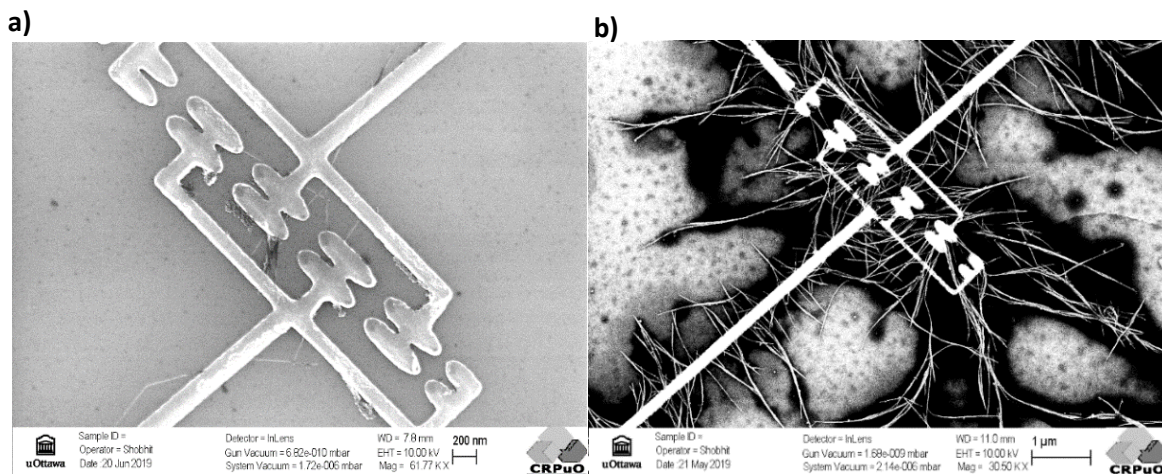 a)
b)
uOttawa
Sample ID =
Operator = Shobhit
Date :20 Jun 2019
Detector = InLens
Gun Vacuum = 6.82e-010 mbar
System Vacuum = 1.72e-006 mbar
WD = 7.8 mm
EHT = 10.00 kV
Mag = 61.77 K X
200 nm
CRPuO
uOttawa
Sample ID =
Operator = Shobhit
Date :21 May 2019
Detector = InLens
Gun Vacuum = 1.58e-009 mbar
System Vacuum = 2.14e-006 mbar
WD = 11.0 mm
EHT = 10.00 kV
Mag = 30.50 K X
1 µm
CRPuO